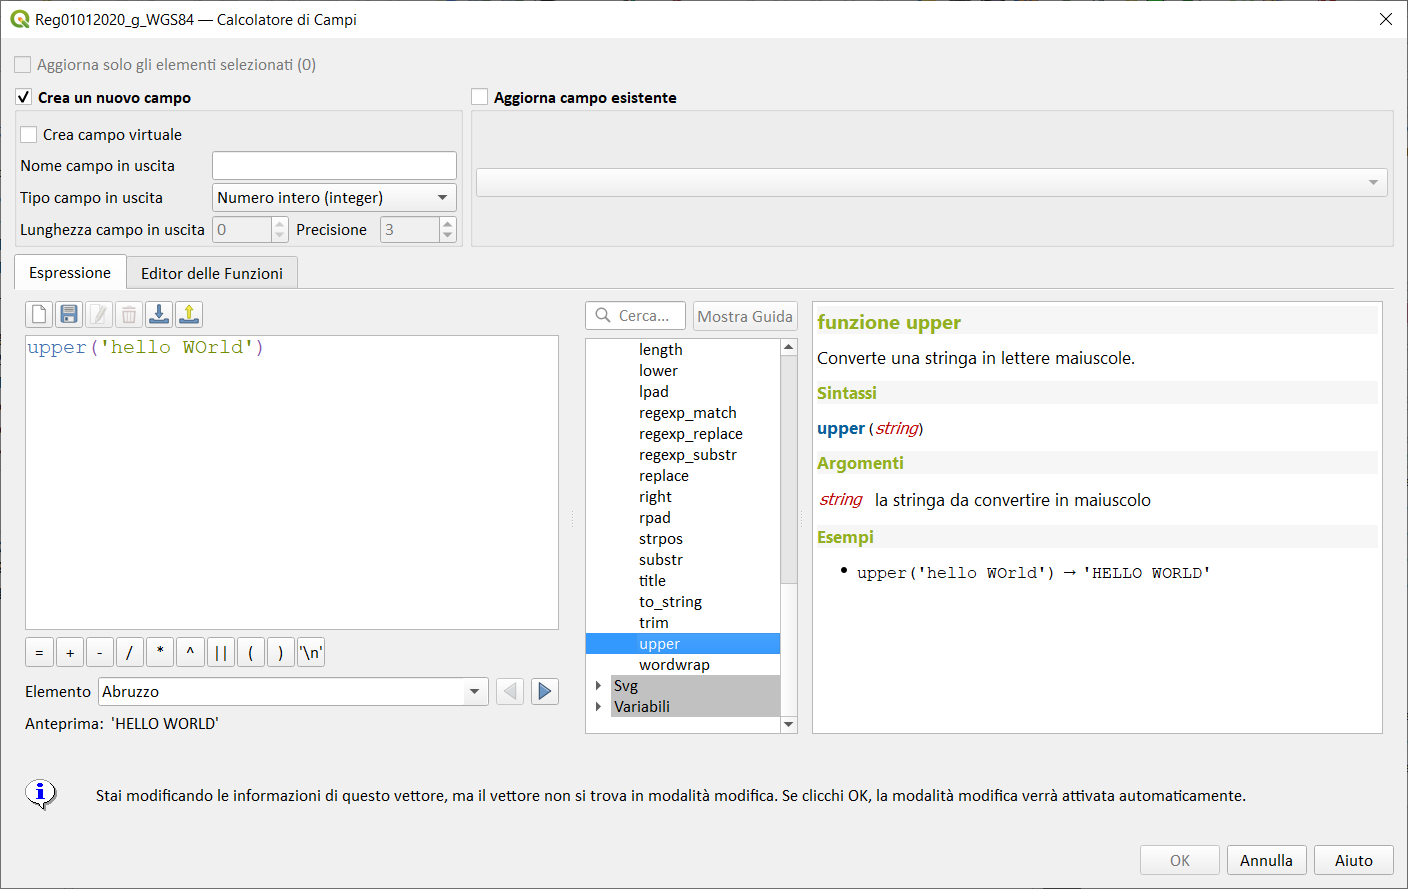 Reg01012020_g_WGS84 — Calcolatore di Campi
Aggiorna solo gli elementi selezionati (0)
Crea un nuovo campo
Aggiorna campo esistente
Crea campo virtuale
Nome campo in uscita
Tipo campo in uscita
Numero intero (integer)
Lunghezza campo in uscita
0
Precisione
3
Espressione
Editor delle Funzioni
upper('hello WOrld')
= + - / * ^ || ( ) '\n'
Elemento
Abruzzo
Anteprima: 'HELLO WORLD'
Cerca...
Mostra Guida
length
lower
lpad
regexp_match
regexp_replace
regexp_substr
replace
right
rpad
strpos
substr
title
to_string
trim
upper
wordwrap
Svg
Variabili
funzione upper
Converte una stringa in lettere maiuscole.
Sintassi
upper(string)
Argomenti
string la stringa da convertire in maiuscolo
Esempi
• upper('hello WOrld') → 'HELLO WORLD'
Stai modificando le informazioni di questo vettore, ma il vettore non si trova in modalità modifica. Se clicchi OK, la modalità modifica verrà attivata automaticamente.
OK
Annulla
Aiuto